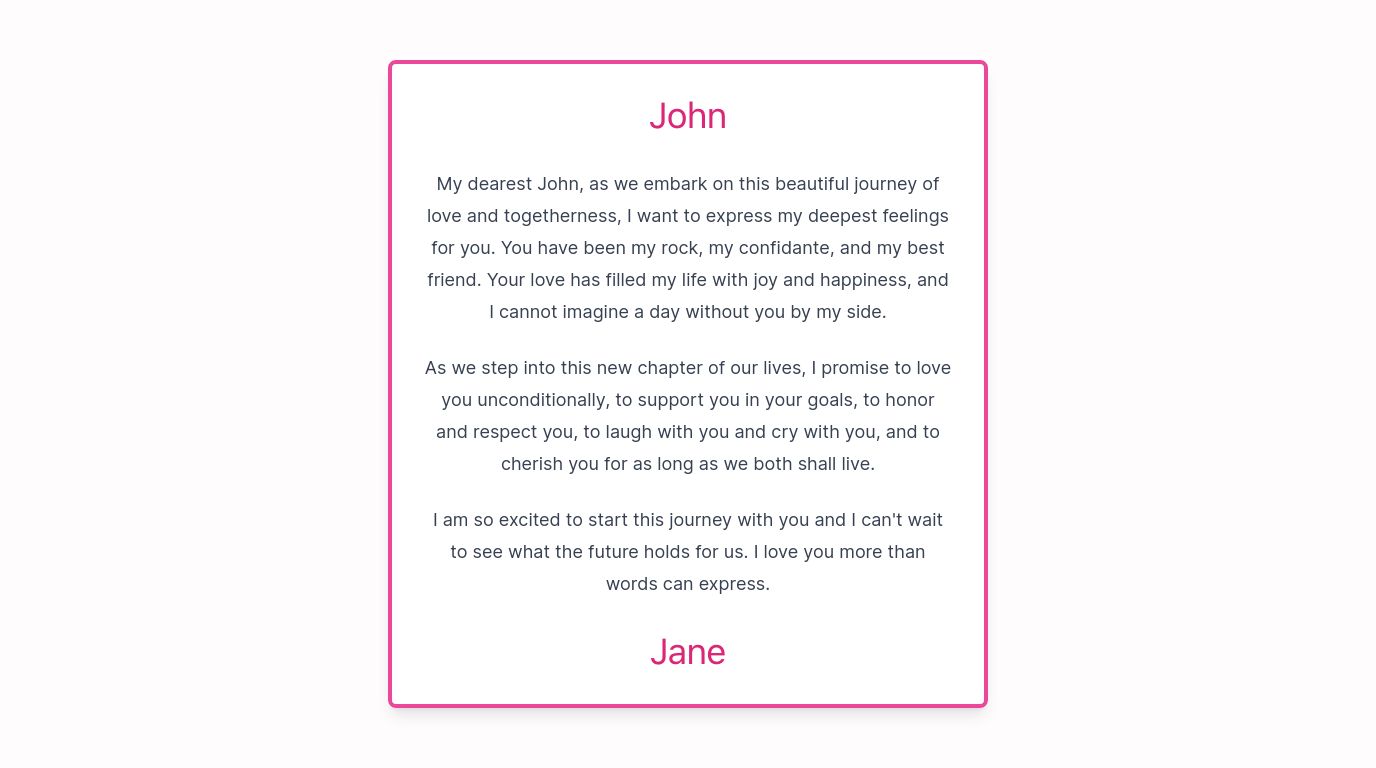 John
My dearest John, as we embark on this beautiful journey of
love and togetherness, I want to express my deepest feelings
for you. You have been my rock, my confidante, and my best
friend. Your love has filled my life with joy and happiness, and
I cannot imagine a day without you by my side.
As we step into this new chapter of our lives, I promise to love
you unconditionally, to support you in your goals, to honor
and respect you, to laugh with you and cry with you, and to
cherish you for as long as we both shall live.
I am so excited to start this journey with you and I can't wait
to see what the future holds for us. I love you more than
words can express.
Jane